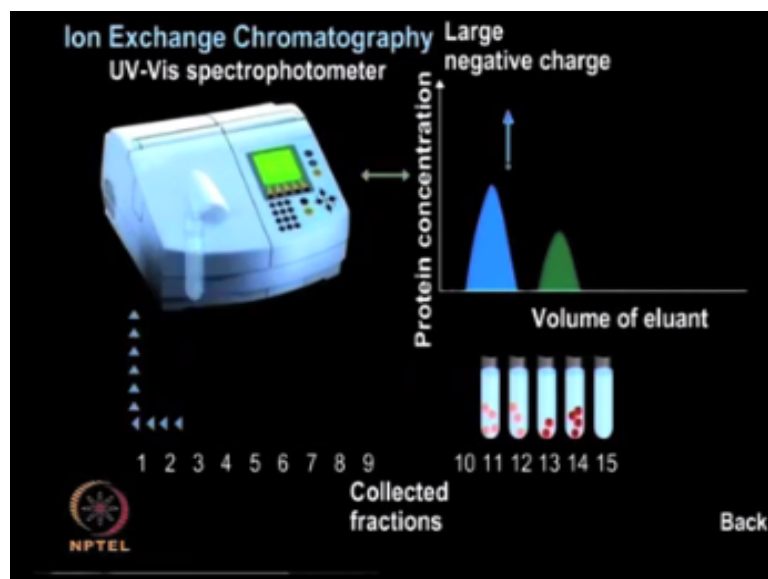 Ion Exchange Chromatography
UV-Vis spectrophotometer
Large
negative charge
Protein concentration
Volume of eluant
1 2 3 4 5 6 7 8 9 10 11 12 13 14 15
Collected
fractions
NPTEL
Back